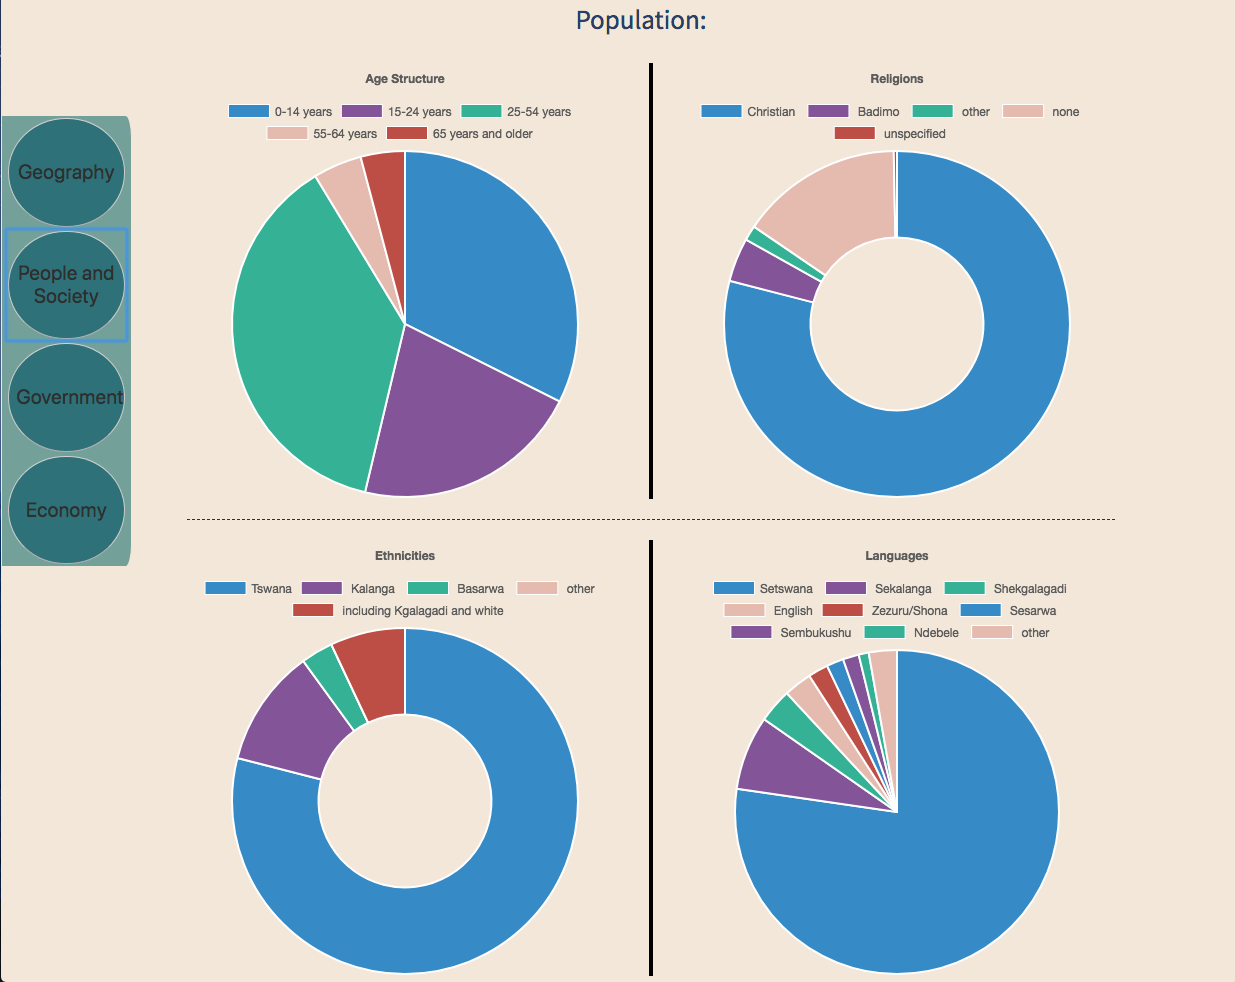 Population:
Geography
People and
Society
Government
Economy
Age Structure
0-14 years 15-24 years 25-54 years
55-64 years 65 years and older
Religions
Christian Badimo other none
unspecified
Ethnicities
Tswana Kalanga Basarwa other
including Kgalagadi and white
Languages
Setswana Sekalanga Shekgalagadi
English Zezuru/Shona Sesarwa
Sembukushu Ndebele other